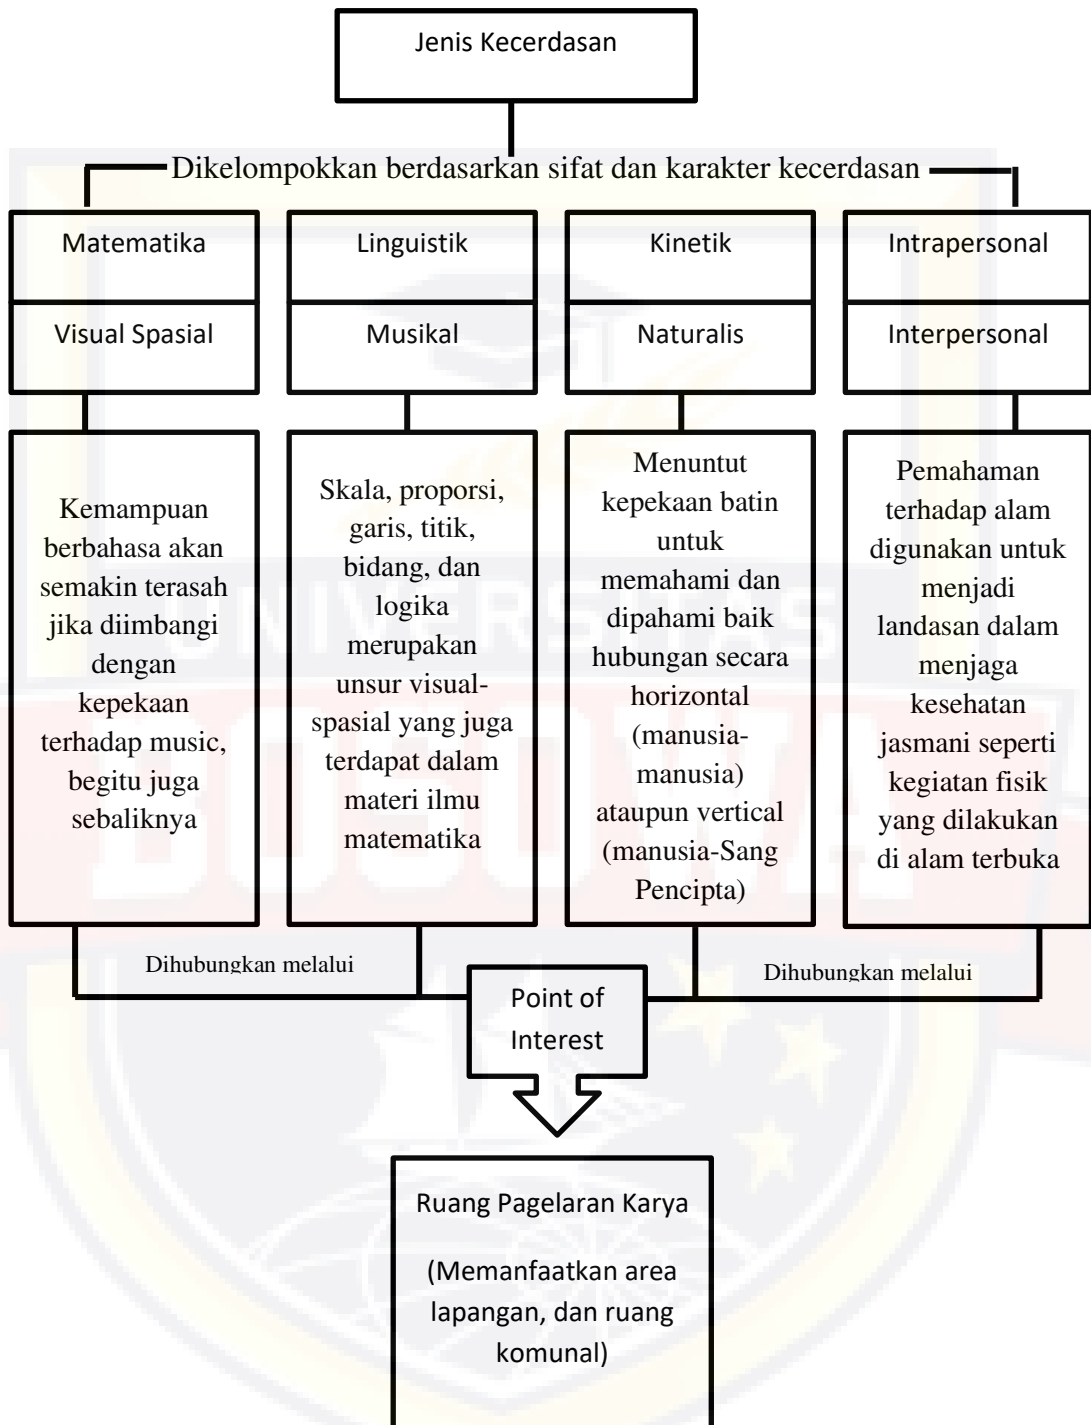 Jenis Kecerdasan
Dikelompokkan berdasarkan sifat dan karakter kecerdasan
Matematika
Visual Spasial
Linguistik
Musikal
Kinetik
Naturalis
Intrapersonal
Interpersonal
Kemampuan
berbahasa akan
semakin terasah
jika diimbangi
dengan
kepekaan
terhadap music,
begitu juga
sebaliknya
Skala, proporsi,
garis, titik,
bidang, dan
logika
merupakan
unsur visual-
spasial yang juga
terdapat dalam
materi ilmu
matematika
Menuntut
kepekaan batin
untuk
memahami dan
dipahami baik
hubungan secara
horizontal
(manusia-
manusia)
ataupun vertical
(manusia-Sang
Pencipta)
Pemahaman
terhadap alam
digunakan untuk
menjadi
landasan dalam
menjaga
kesehatan
jasmani seperti
kegiatan fisik
yang dilakukan
di alam terbuka
Dihubungkan melalui
Dihubungkan melalui
Point of
Interest
Ruang Pagelaran Karya
(Memanfaatkan area
lapangan, dan ruang
komunal)
UNIVERSITAS
BOSOWA